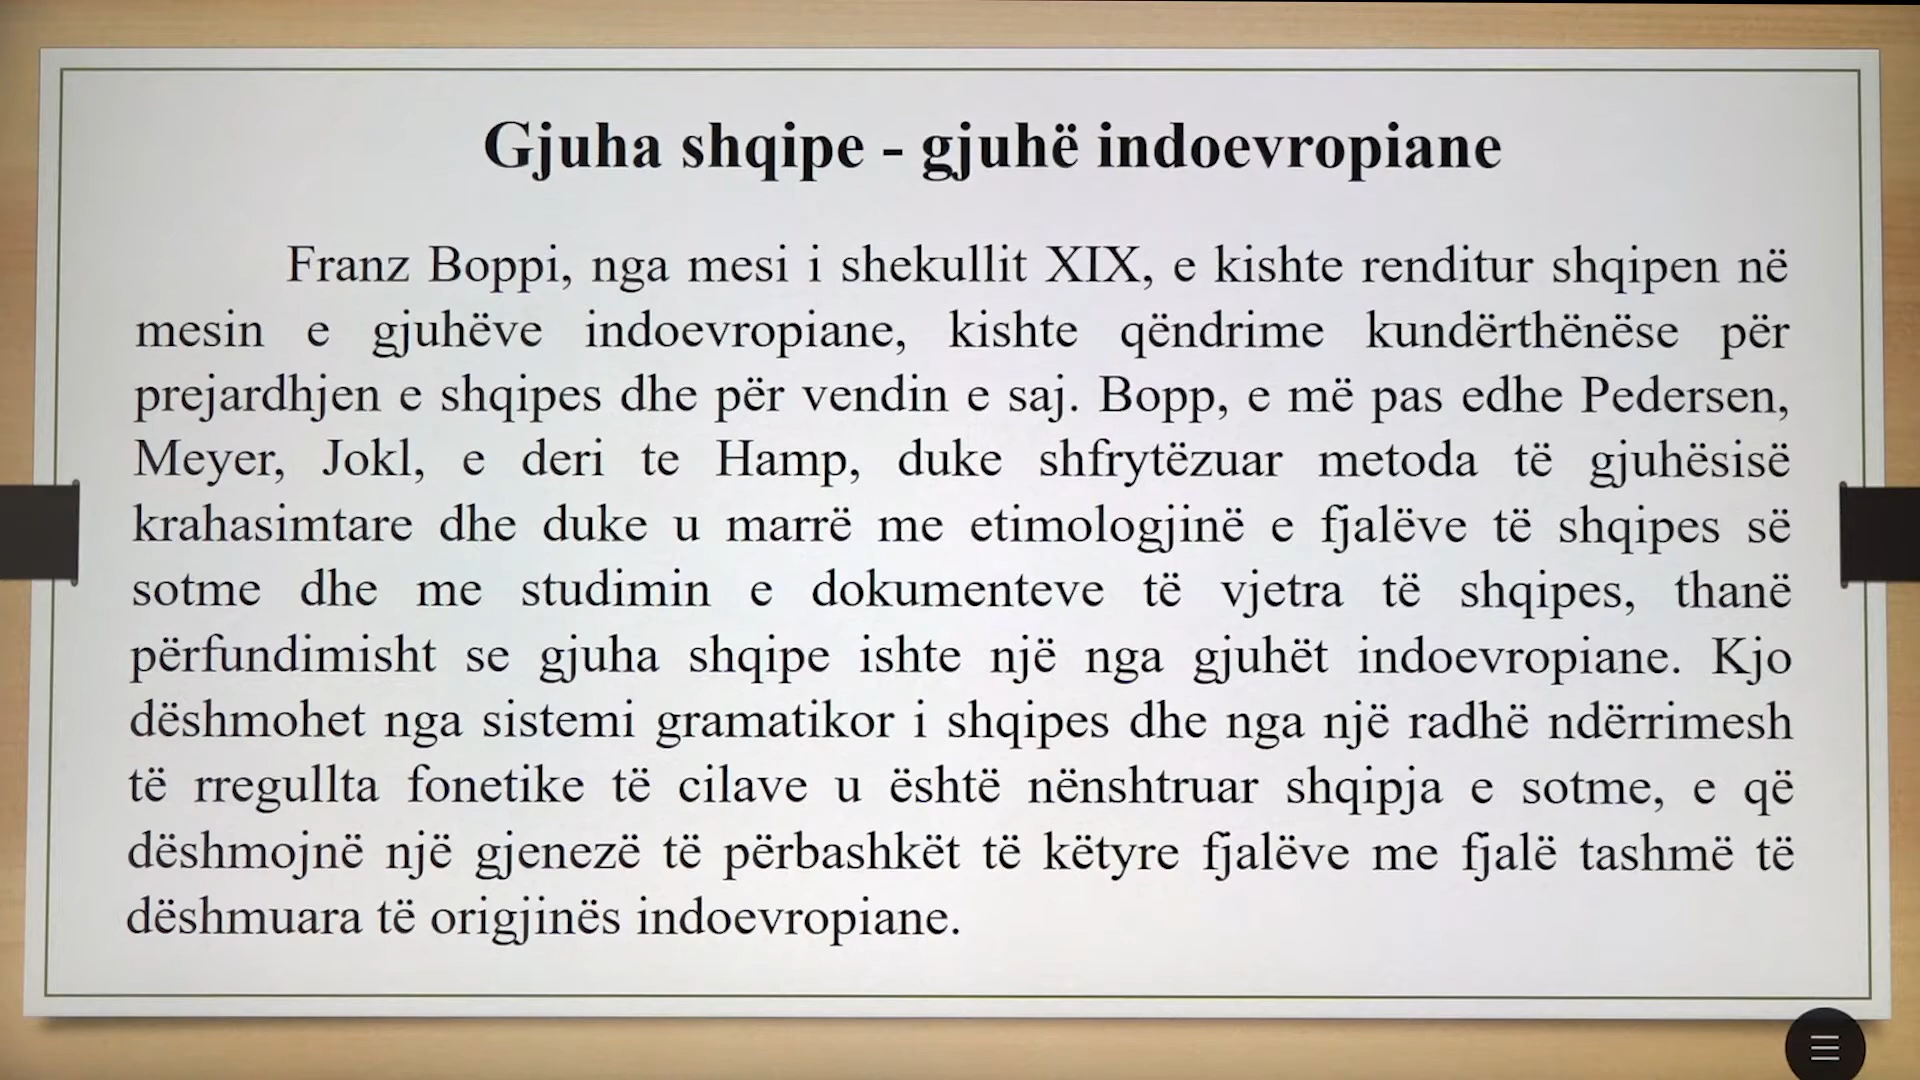 Gjuha shqipe - gjuhë indoevropiane
Franz Boppi, nga mesi i shekullit XIX, e kishte renditur shqipen në
mesin e gjuhëve indoevropiane, kishte qëndrime kundërthënëse për
prejardhjen e shqipes dhe për vendin e saj. Bopp, e më pas edhe Pedersen,
Meyer, Jokl, e deri te Hamp, duke shfrytëzuar metoda të gjuhësisë
krahasimtare dhe duke u marrë me etimologjinë e fjalëve të shqipes së
sotme dhe me studimin e dokumenteve të vjetra të shqipes, thanë
përfundimisht se gjuha shqipe ishte një nga gjuhët indoevropiane. Kjo
dëshmohet nga sistemi gramatikor i shqipes dhe nga një radhë ndërrimesh
të rregullta fonetike të cilave u është nënshtruar shqipja e sotme, e që
dëshmojnë një gjenezë të përbashkët të këtyre fjalëve me fjalë tashmë të
dëshmuara të origjinës indoevropiane.